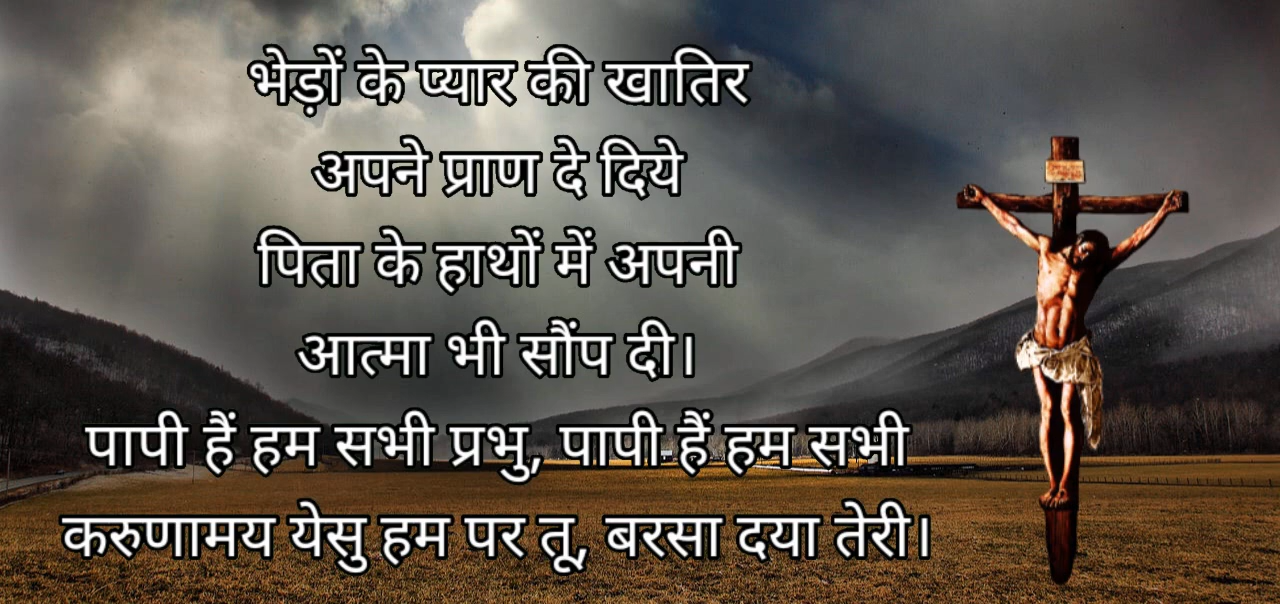 भेड़ों के प्यार की खातिर
अपने प्राण दे दिये
पिता के हाथों में अपनी
आत्मा भी सौंप दी।
पापी हैं हम सभी प्रभु, पापी हैं हम सभी
करुणामय येसु हम पर तू, बरसा दया तेरी।